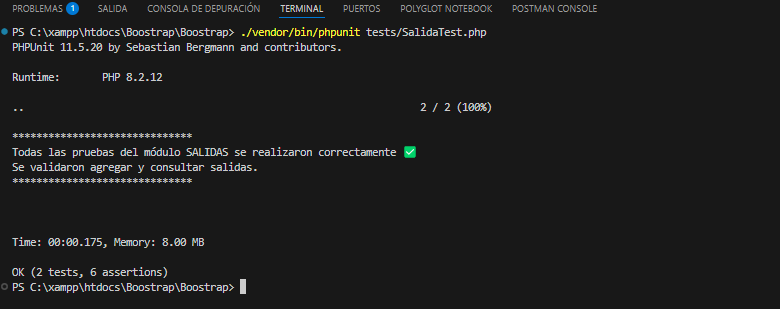 PROBLEMAS 1 SALIDA CONSOLA DE DEPURACIÓN TERMINAL PUERTOS POLYGLOT NOTEBOOK POSTMAN CONSOLE
PS C:\xampp\htdocs\Boostrap\Boostrap> ./vendor/bin/phpunit tests/SalidaTest.php
PHPUnit 11.5.20 by Sebastian Bergmann and contributors.
Runtime:       PHP 8.2.12
..                                                                  2 / 2 (100%)
******************************
Todas las pruebas del módulo SALIDAS se realizaron correctamente ✅
Se validaron agregar y consultar salidas.
******************************
Time: 00:00.175, Memory: 8.00 MB
OK (2 tests, 6 assertions)
PS C:\xampp\htdocs\Boostrap\Boostrap>